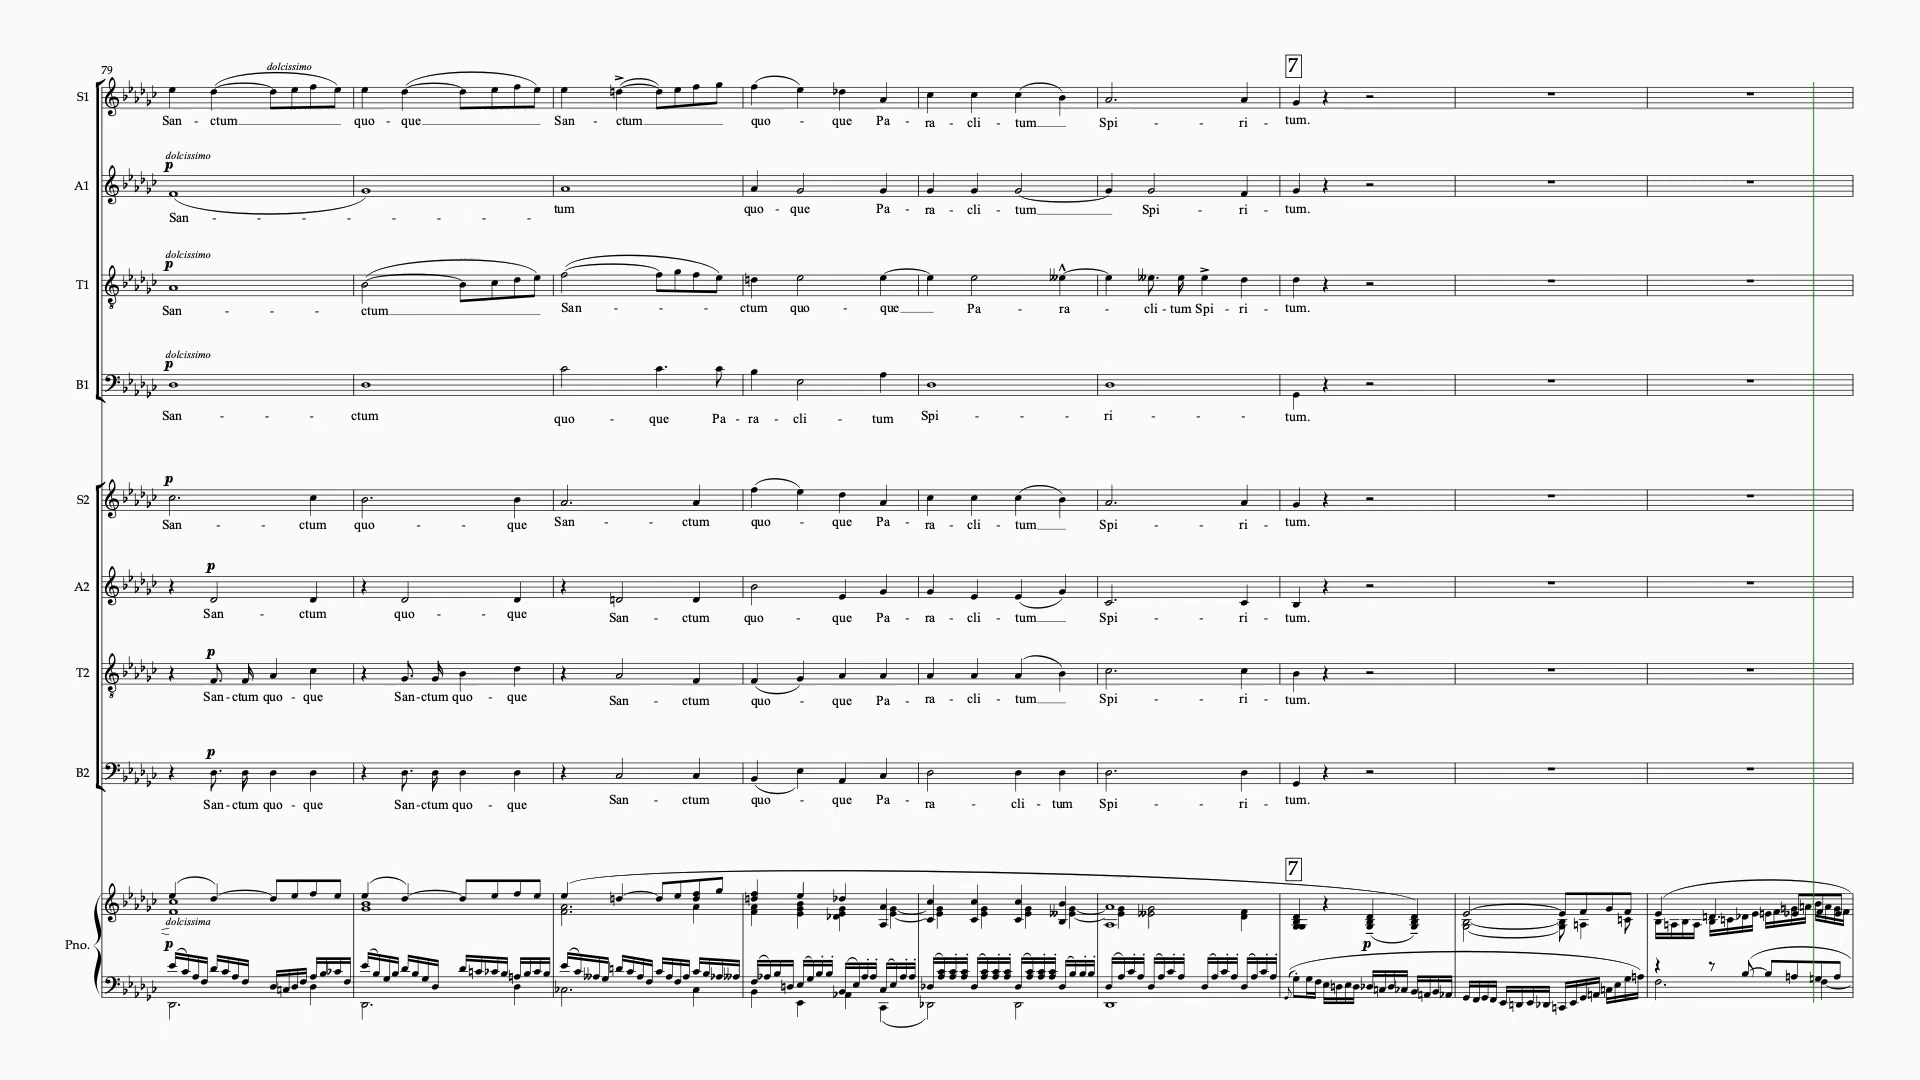 79 dolcissimo 7
S1
San - ctum quo - que San - ctum quo - que Pa - ra - cli - tum Spi - ri - tum.
dolcissimo
p
A1
San - tum quo - que Pa - ra - cli - tum Spi - ri - tum.
dolcissimo
p
T1
San - ctum San - ctum quo - que Pa - ra - cli - tum Spi - ri - tum.
dolcissimo
p
B1
San - ctum quo - que Pa - ra - cli - tum Spi - ri - tum.
p
S2
San - ctum quo - que San - ctum quo - que Pa - ra - cli - tum Spi - ri - tum.
p
A2
San - ctum quo - que San - ctum quo - que Pa - ra - cli - tum Spi - ri - tum.
p
T2
San - ctum quo - que San - ctum quo - que San - ctum quo - que Pa - ra - cli - tum Spi - ri - tum.
p
B2
San - ctum quo - que San - ctum quo - que San - ctum quo - que Pa - ra - cli - tum Spi - ri - tum.
7
dolcissima
Pno. p p